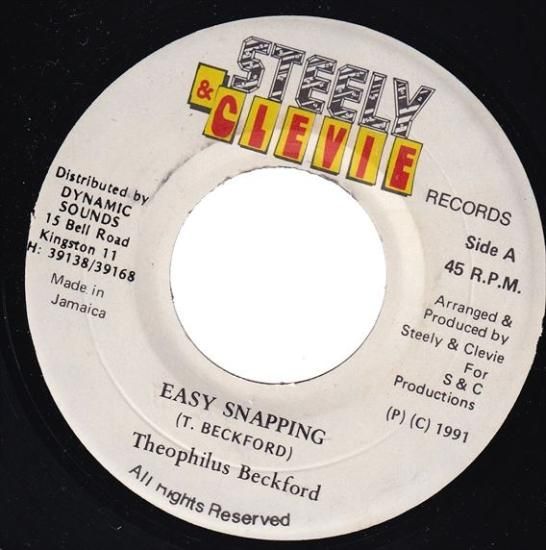 STEELY
& CLEVIE
RECORDS
Distributed by
DYNAMIC
SOUNDS
15 Bell Road
Kingston 11
H: 39138/39168
Made in
Jamaica
Side A
45 R.P.M.
Arranged &
Produced by
Steely & Clevie
For
S & C
Productions
(P) (C) 1991
EASY SNAPPING
(T. BECKFORD)
Theophilus Beckford
All rights Reserved